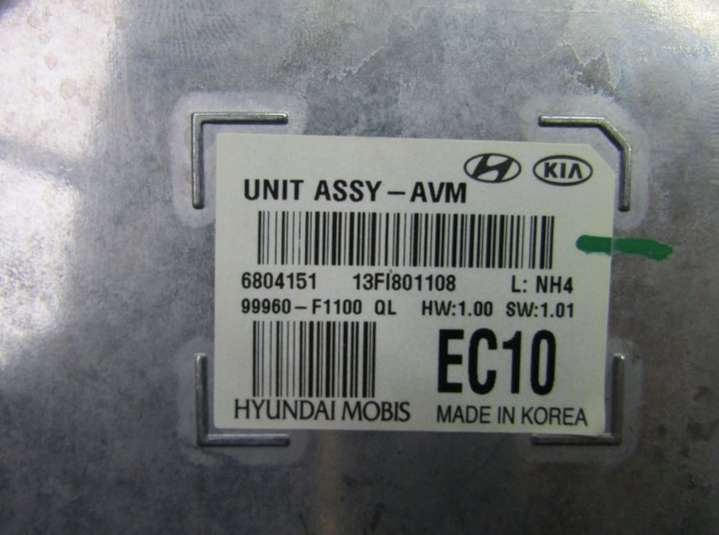 KIA
UNIT ASSY-AVM
6804151 13FI801108 L: NH4
99960-F1100 QL HW:1.00 SW:1.01
EC10
HYUNDAI MOBIS MADE IN KOREA